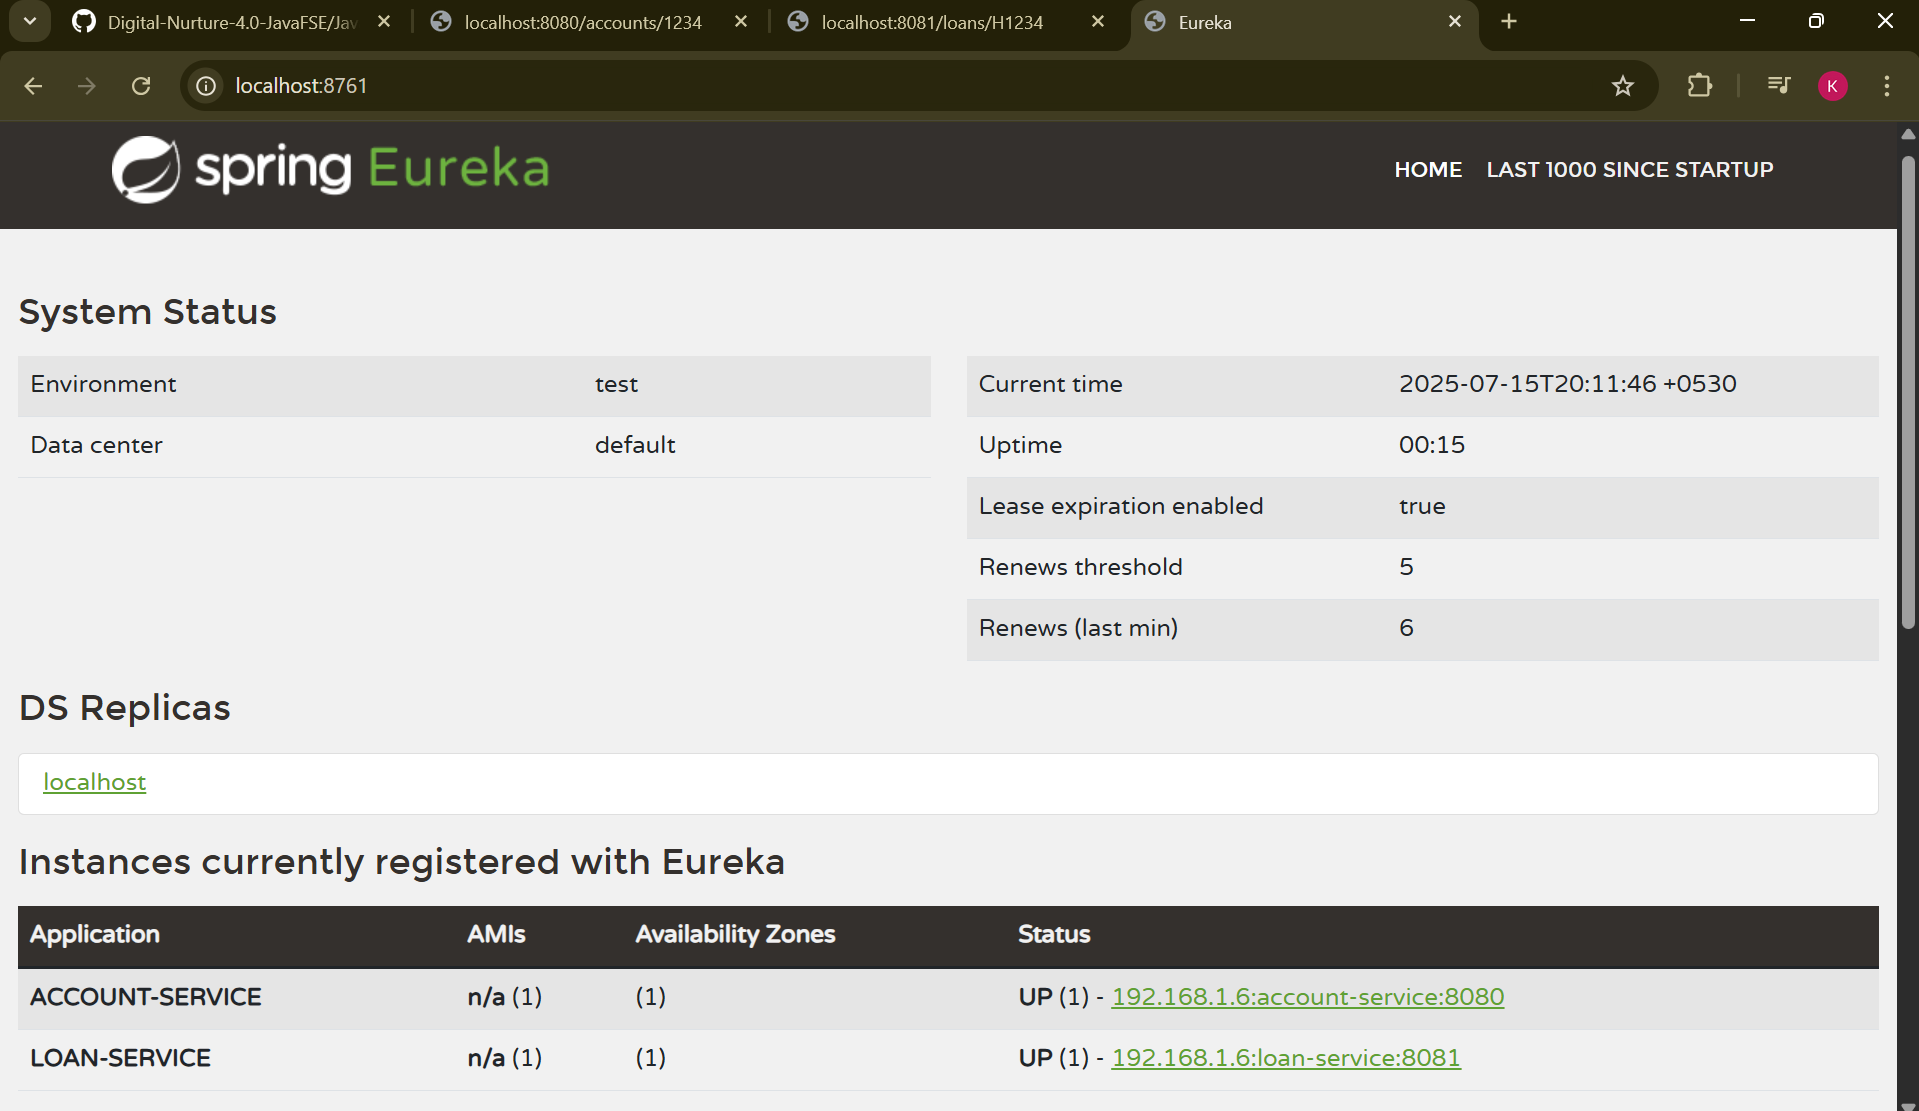 Digital-Nurture-4.0-JavaFSE/Jav
localhost:8080/accounts/1234
localhost:8081/loans/H1234
Eureka
localhost:8761
K
spring Eureka
HOME
LAST 1000 SINCE STARTUP
System Status
Environment test
Data center default
Current time 2025-07-15T20:11:46 +0530
Uptime 00:15
Lease expiration enabled true
Renews threshold 5
Renews (last min) 6
DS Replicas
localhost
Instances currently registered with Eureka
Application AMIs Availability Zones Status
ACCOUNT-SERVICE n/a (1) (1) UP (1) - 192.168.1.6:account-service:8080
LOAN-SERVICE n/a (1) (1) UP (1) - 192.168.1.6:loan-service:8081